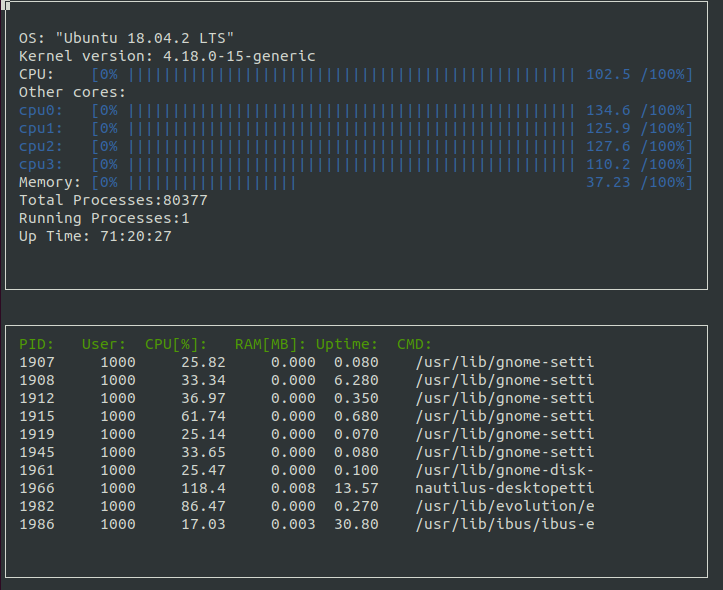 OS: "Ubuntu 18.04.2 LTS"
Kernel version: 4.18.0-15-generic
CPU: [0% |||||||||||||||||||||||||||||||||||||||||||||||||| 102.5 /100%]
Other cores:
cpu0: [0% |||||||||||||||||||||||||||||||||||||||||||||||||| 134.6 /100%]
cpu1: [0% |||||||||||||||||||||||||||||||||||||||||||||||||| 125.9 /100%]
cpu2: [0% |||||||||||||||||||||||||||||||||||||||||||||||||| 127.6 /100%]
cpu3: [0% |||||||||||||||||||||||||||||||||||||||||||||||||| 110.2 /100%]
Memory: [0% ||||||||||||||||||| 37.23 /100%]
Total Processes:80377
Running Processes:1
Up Time: 71:20:27
PID: User: CPU[%]: RAM[MB]: Uptime: CMD:
1907 1000 25.82 0.000 0.080 /usr/lib/gnome-setti
1908 1000 33.34 0.000 6.280 /usr/lib/gnome-setti
1912 1000 36.97 0.000 0.350 /usr/lib/gnome-setti
1915 1000 61.74 0.000 0.680 /usr/lib/gnome-setti
1919 1000 25.14 0.000 0.070 /usr/lib/gnome-setti
1945 1000 33.65 0.000 0.080 /usr/lib/gnome-setti
1961 1000 25.47 0.000 0.100 /usr/lib/gnome-disk-
1966 1000 118.4 0.008 13.57 nautilus-desktopetti
1982 1000 86.47 0.000 0.270 /usr/lib/evolution/e
1986 1000 17.03 0.003 30.80 /usr/lib/ibus/ibus-e